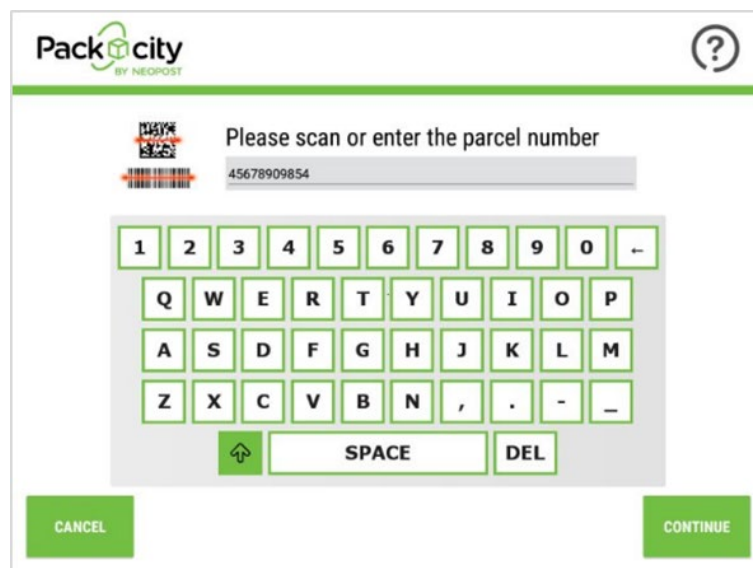 Pack city
BY NEOPOST
?
Please scan or enter the parcel number
45678909854
1 2 3 4 5 6 7 8 9 0 ←
Q W E R T Y U I O P
A S D F G H J K L M
Z X C V B N , . - _
SPACE DEL
CANCEL CONTINUE